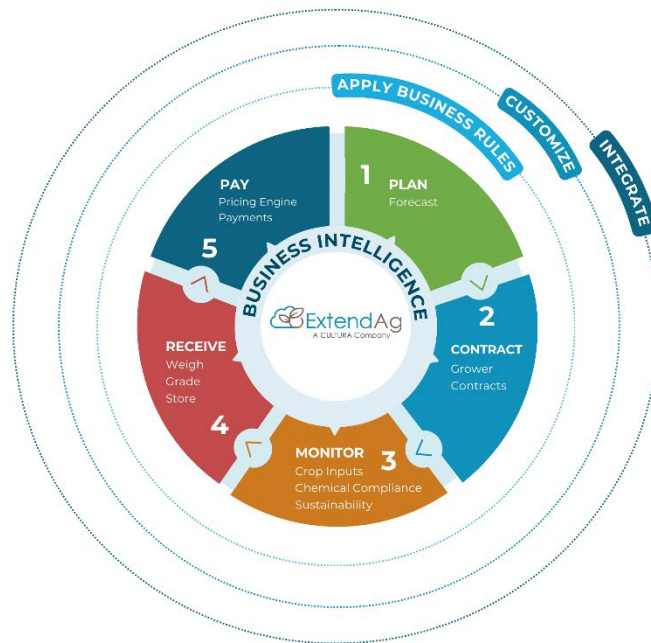 APPLY BUSINESS RULES
CUSTOMIZE
INTEGRATE
1
PLAN
Forecast
2
CONTRACT
Grower
Contracts
3
MONITOR
Crop Inputs
Chemical Compliance
Sustainability
4
RECEIVE
Weigh
Grade
Store
5
PAY
Pricing Engine
Payments
BUSINESS INTELLIGENCE
ExtendAg
A CULTURA Company